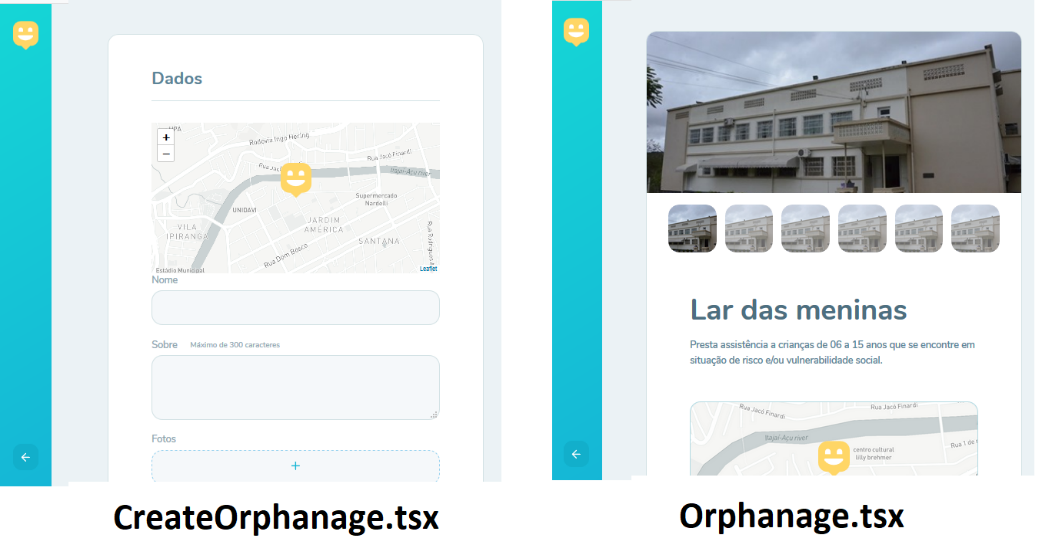 Dados
+
−
Rodovia Ingo Hering
Rua Jacó Finardi
Itajaí-Açu river
Supermercado
Nardelli
UNIDAVI
JARDIM
AMÉRICA
VILA
IPIRANGA
SANTANA
Rua Dom Bosco
Estádio Municipal
Leaflet
Nome
Sobre Máximo de 300 caracteres
Fotos
+
CreateOrphanage.tsx
Lar das meninas
Presta assistência a crianças de 06 a 15 anos que se encontre em
situação de risco e/ou vulnerabilidade social.
Rua Jacó Finardi
Rua Jacó Finardi
Itajaí-Açu river
centro cultural
lilly brehmer
Rua 1 de
Orphanage.tsx